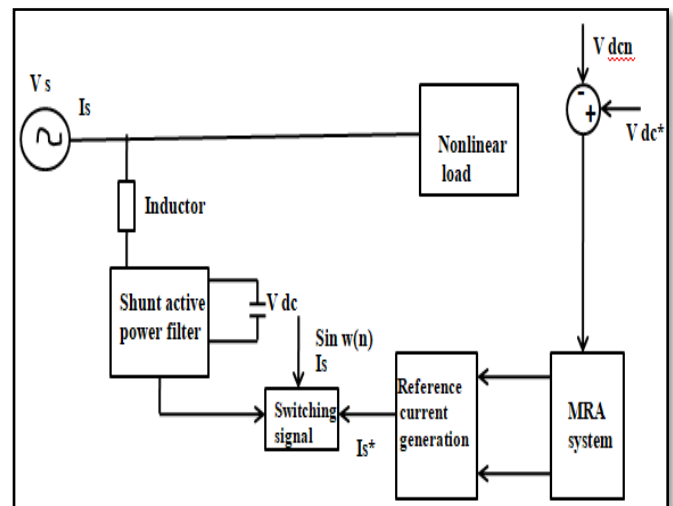 V dcn
V s
Is
-
+
V dc*
Nonlinear
load
Inductor
Shunt active
power filter
V dc
Sin w(n)
Is
Switching
signal
Is*
Reference
current
generation
MRA
system